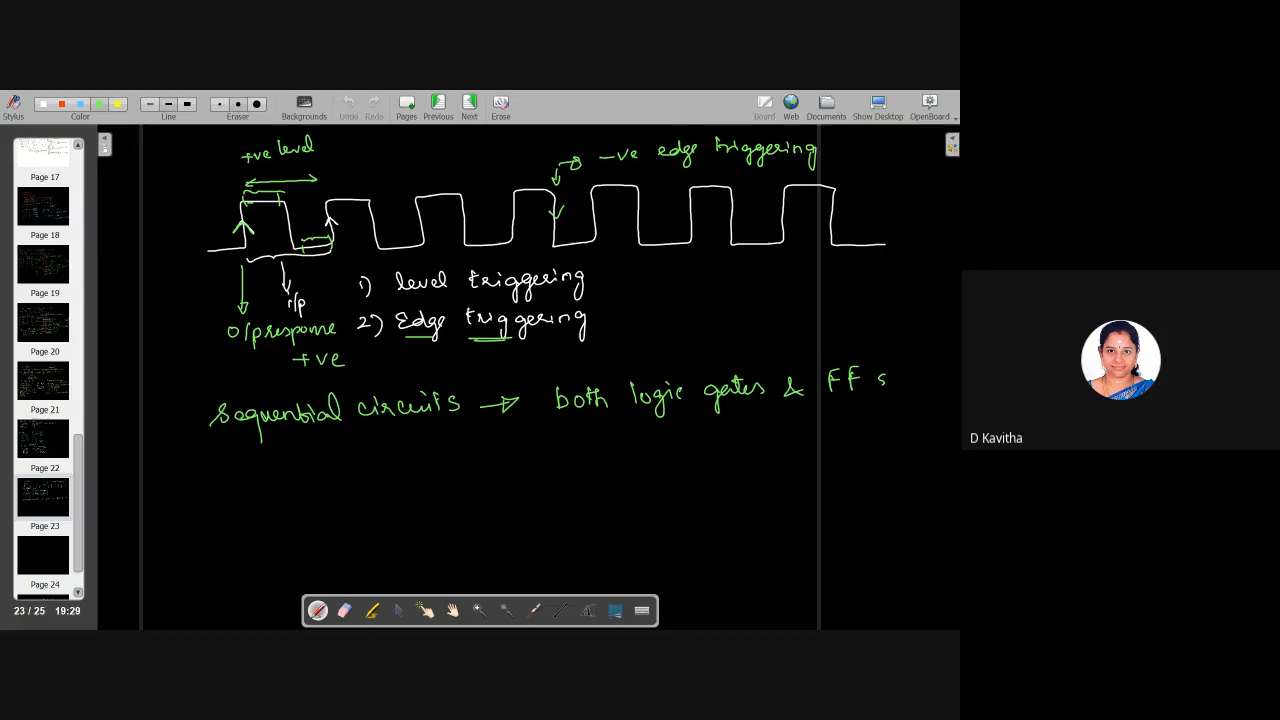 Stylus
Color
Line
Eraser
Backgrounds
Undo
Redo
Pages
Previous
Next
Erase
Board
Web
Documents
Show Desktop
OpenBoard
Page 17
Page 18
Page 19
Page 20
Page 21
Page 22
Page 23
Page 24
23 / 25 19:29
+ve level
-ve edge triggering
i/p
1) level triggering
o/p response
+ve
2) Edge triggering
sequential circuits → both logic gates & FF s
D Kavitha